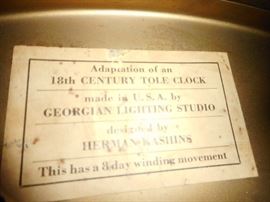 Adaptation of an
18th CENTURY TOLE CLOCK
made in U.S.A. by
GEORGIAN LIGHTING STUDIO
designed by
HERMAN KASHINS
This has a 8 day winding movement